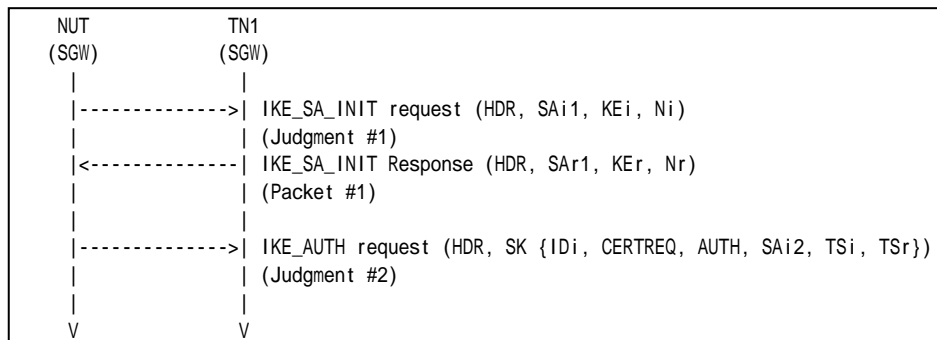 NUT TN1
(SGW) (SGW)
| |
|-------------->| IKE_SA_INIT request (HDR, SAi1, KEi, Ni)
| | (Judgment #1)
|<--------------| IKE_SA_INIT Response (HDR, SAr1, KEr, Nr)
| | (Packet #1)
| |
|-------------->| IKE_AUTH request (HDR, SK {IDi, CERTREQ, AUTH, SAi2, TSi, TSr})
| | (Judgment #2)
| |
V V